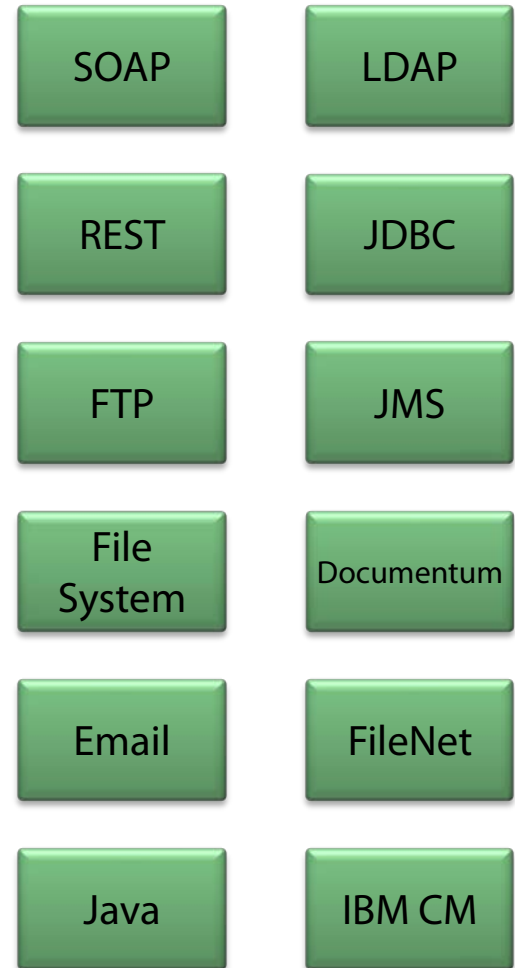 SOAP
LDAP
REST
JDBC
FTP
JMS
File
System
Documentum
Email
FileNet
Java
IBM CM